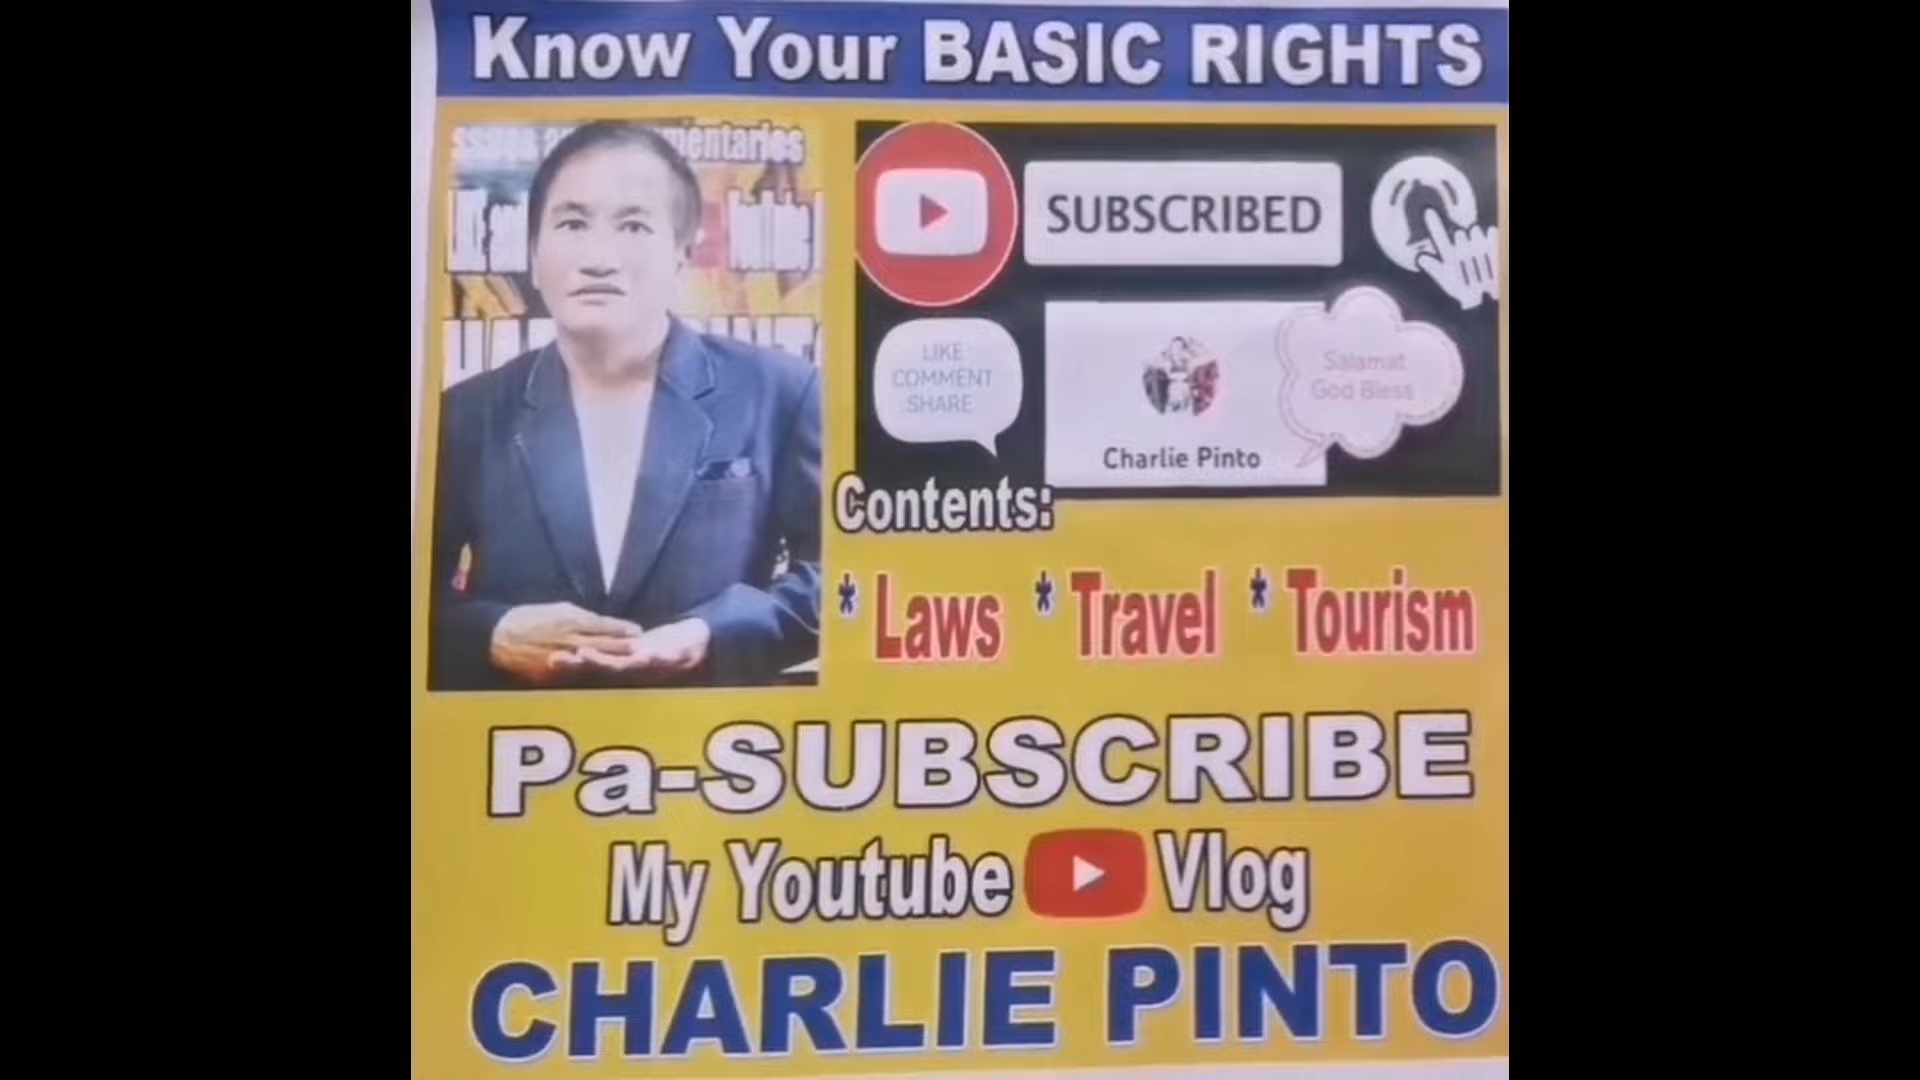 Know Your BASIC RIGHTS
SUBSCRIBED
LIKE
COMMENT
SHARE
Salamat
God Bless
Charlie Pinto
Contents:
* Laws * Travel * Tourism
Pa-SUBSCRIBE
My Youtube Vlog
CHARLIE PINTO